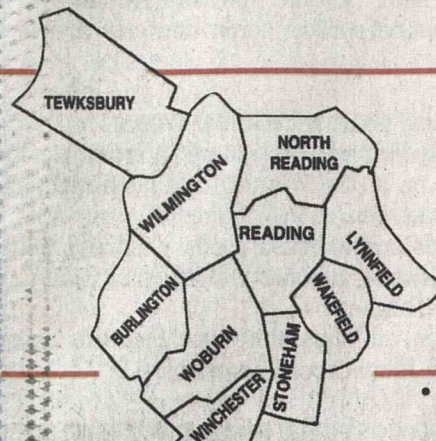 TEWKSBURY
NORTH
READING
WILMINGTON
READING
LYNNFIELD
BURLINGTON
WAKEFIELD
WOBURN
STONEHAM
WINCHESTER